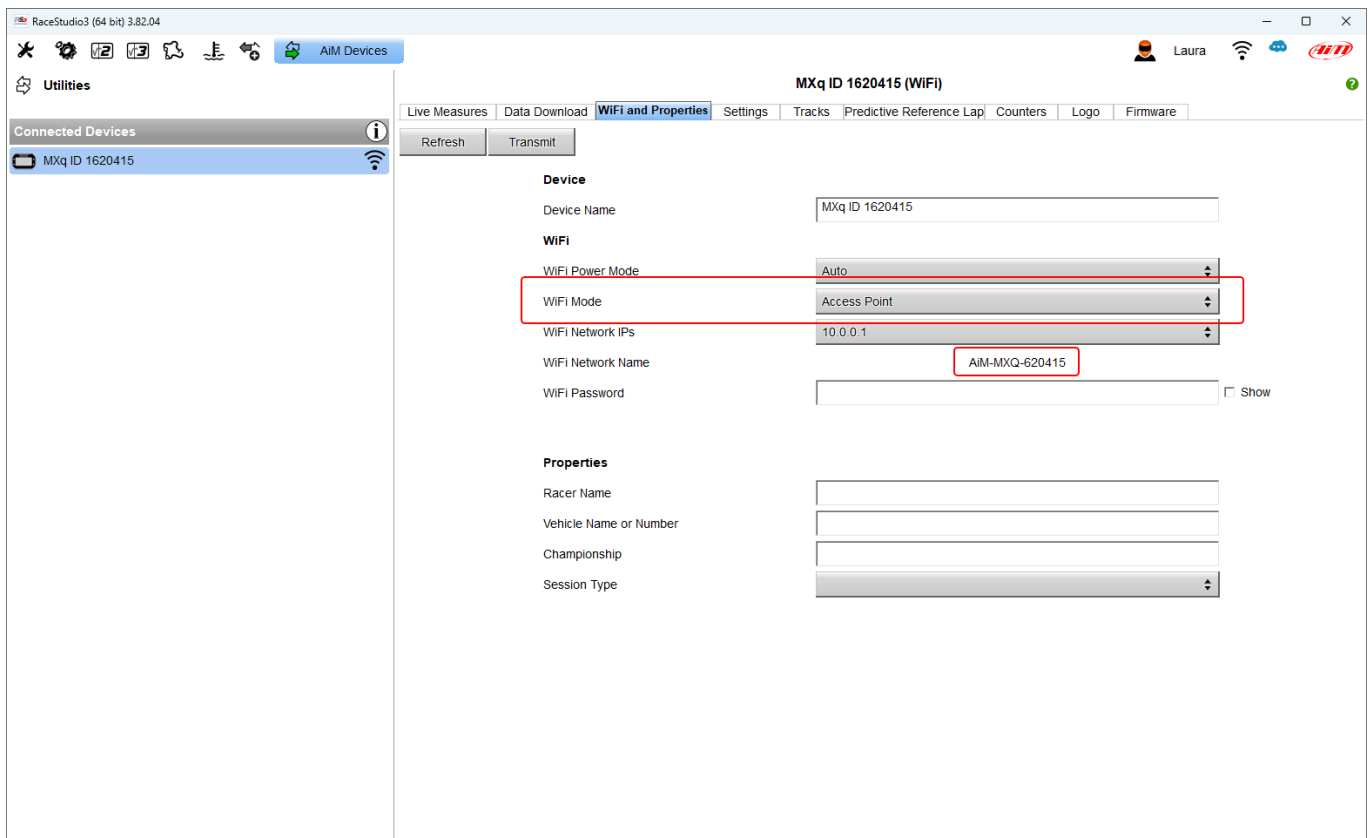 RaceStudio3 (64 bit) 3.82.04
AiM Devices
Laura
AiM
Utilities
MXq ID 1620415 (WiFi)
Live Measures Data Download WiFi and Properties Settings Tracks Predictive Reference Lap Counters Logo Firmware
Connected Devices
MXq ID 1620415
Refresh Transmit
Device
Device Name MXq ID 1620415
WiFi
WiFi Power Mode Auto
WiFi Mode Access Point
WiFi Network IPs 10.0.0.1
WiFi Network Name AiM-MXQ-620415
WiFi Password Show
Properties
Racer Name
Vehicle Name or Number
Championship
Session Type